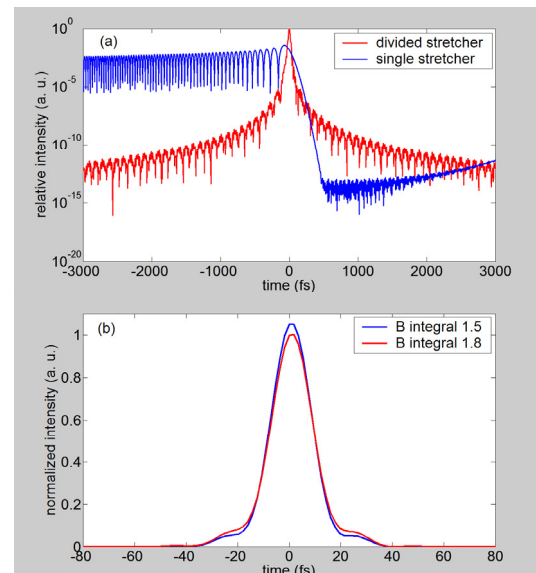 (a)
divided stretcher
single stretcher
10^0
10^-5
10^-10
10^-15
10^-20
relative intensity (a. u.)
-3000 -2000 -1000 0 1000 2000 3000
time (fs)
(b)
B integral 1.5
B integral 1.8
1
0.8
0.6
0.4
0.2
0
normalized intensity (a. u.)
-80 -60 -40 -20 0 20 40 60 80
time (fs)